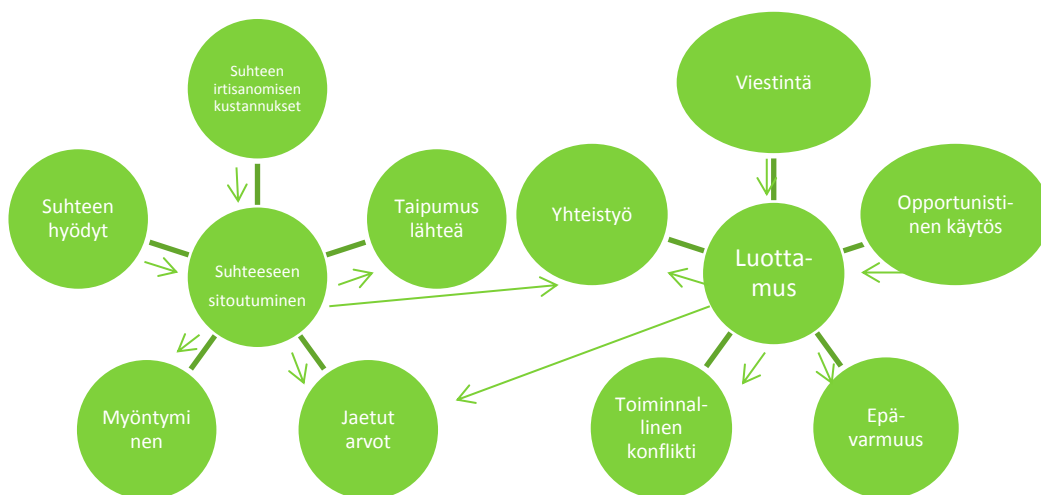 Suhteen
irtisanomisen
kustannukset
Viestintä
Suhteen
hyödyt
Taipumus
lähteä
Yhteistyö
Opportunisti-
nen käytös
Suhteeseen
sitoutuminen
Luotta-
mus
Myöntymi
nen
Jaetut
arvot
Toiminnal-
linen
konflikti
Epä-
varmuus